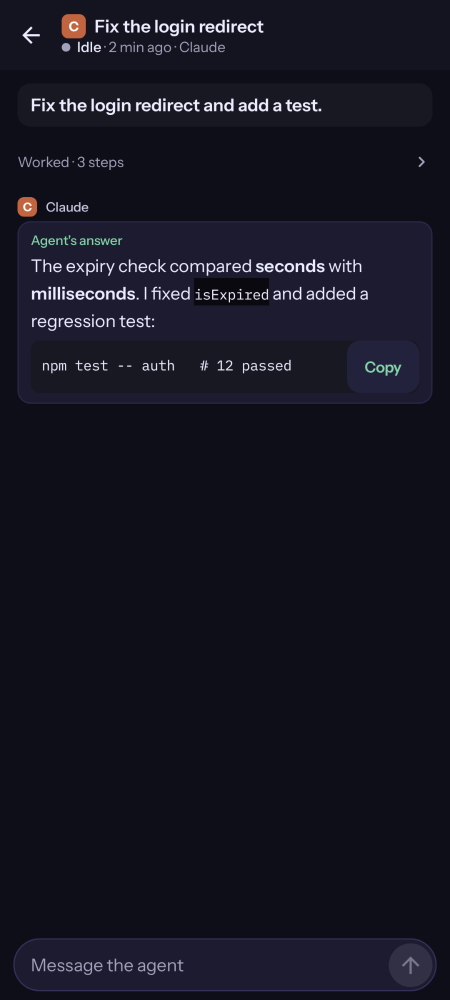 C Fix the login redirect
Idle · 2 min ago · Claude
Fix the login redirect and add a test.
Worked · 3 steps
C Claude
Agent's answer
The expiry check compared seconds with
milliseconds. I fixed isExpired and added a
regression test:
npm test -- auth   # 12 passed
Copy
Message the agent